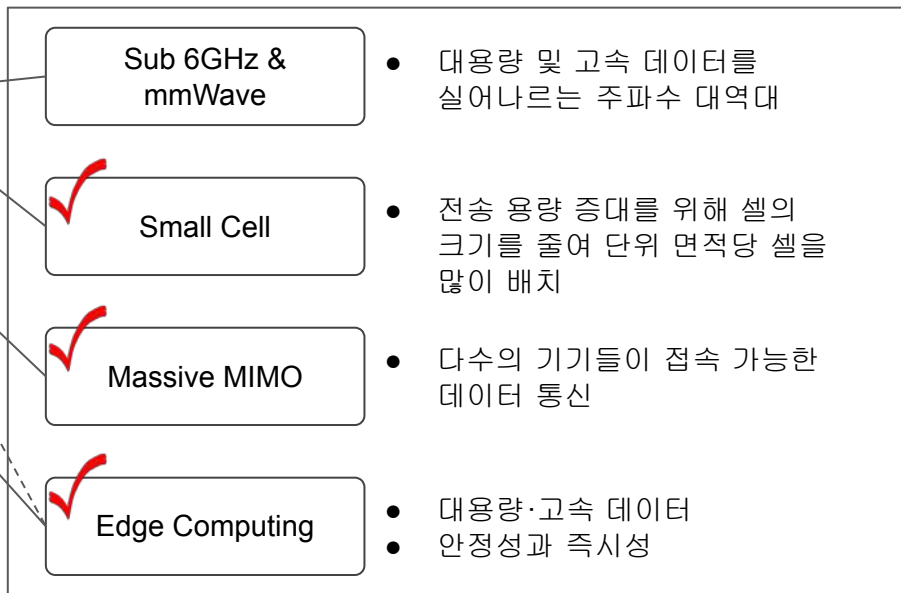 Sub 6GHz &
mmWave
● 대용량 및 고속 데이터를
실어나르는 주파수 대역대
Small Cell
● 전송 용량 증대를 위해 셀의
크기를 줄여 단위 면적당 셀을
많이 배치
Massive MIMO
● 다수의 기기들이 접속 가능한
데이터 통신
Edge Computing
● 대용량·고속 데이터
● 안정성과 즉시성